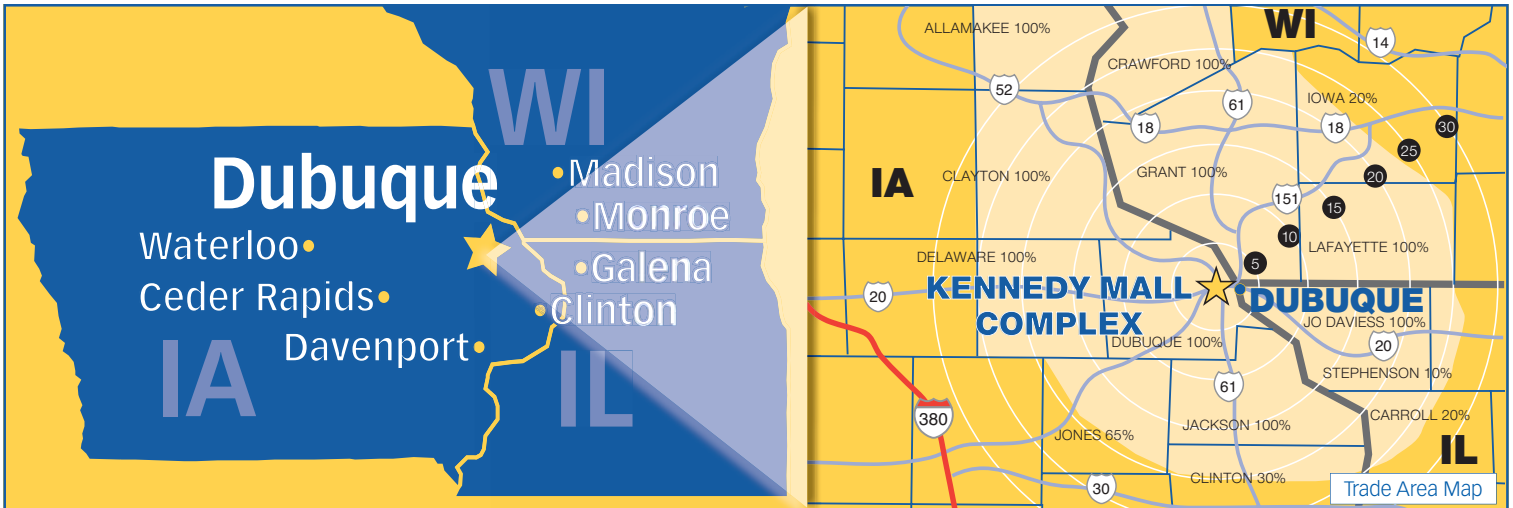 WI
Dubuque
Madison
Monroe
Waterloo
Galena
Ceder Rapids
Clinton
Davenport
IA
IL
ALLAMAKEE 100%
WI
14
CRAWFORD 100%
52
61
IOWA 20%
18
18
30
25
IA
CLAYTON 100%
GRANT 100%
20
151
15
10
LAFAYETTE 100%
DELAWARE 100%
5
20
KENNEDY MALL
COMPLEX
DUBUQUE
JO DAVIESS 100%
DUBUQUE 100%
20
STEPHENSON 10%
61
380
CARROLL 20%
JACKSON 100%
JONES 65%
IL
CLINTON 30%
30
Trade Area Map